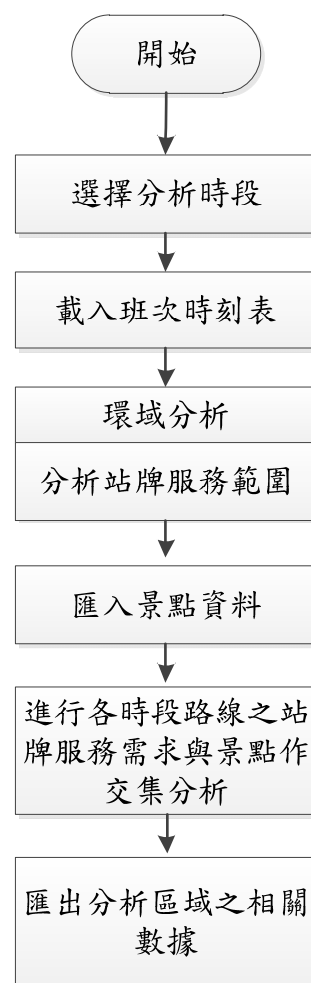 開始
選擇分析時段
載入班次時刻表
環域分析
分析站牌服務範圍
匯入景點資料
進行各時段路線之站
牌服務需求與景點作
交集分析
匯出分析區域之相關
數據